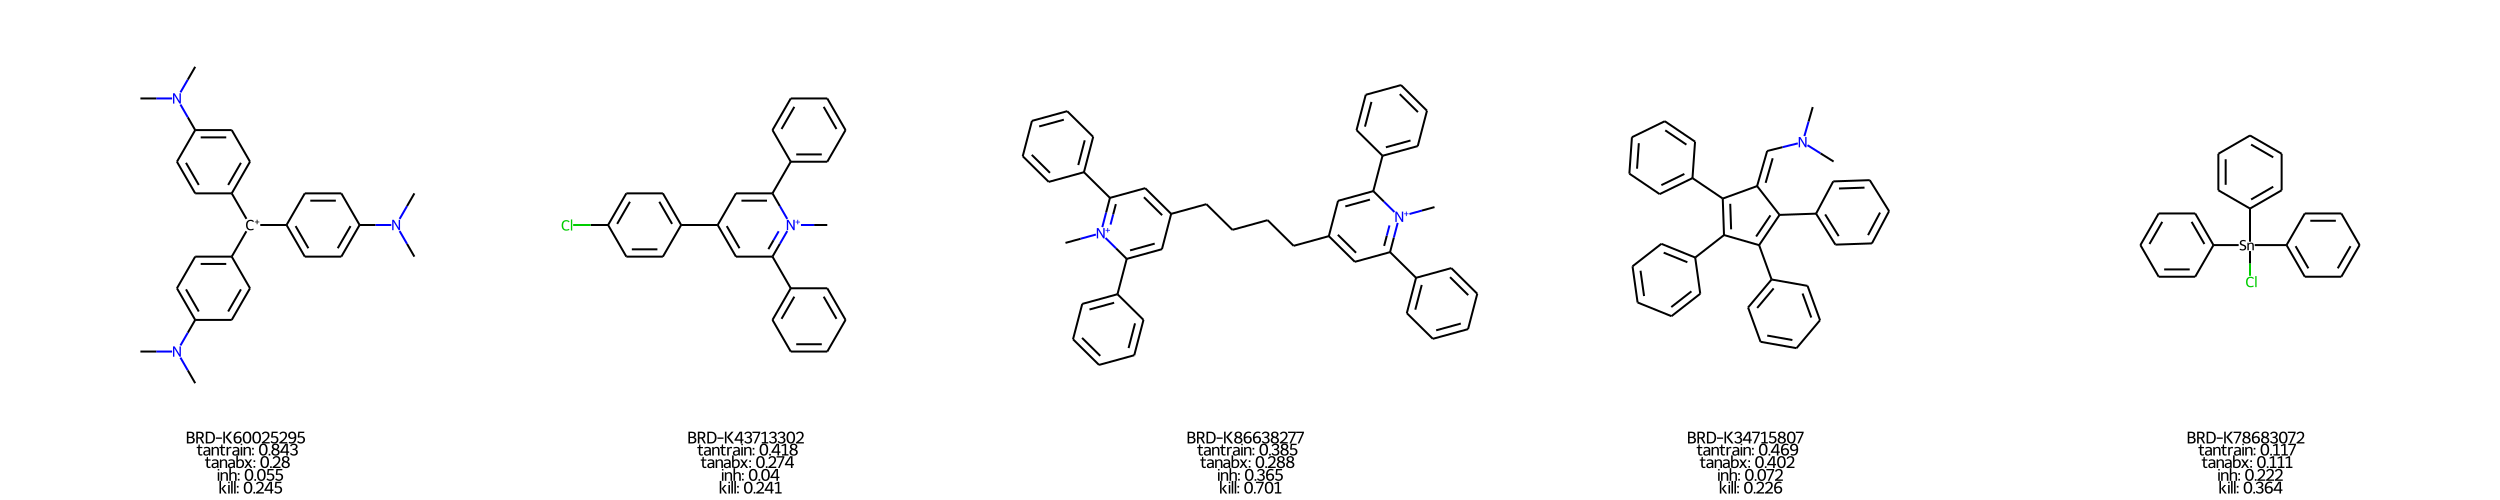 N
N
C+
N
BRD-K60025295
tantrain: 0.843
tanabx: 0.28
inh: 0.055
kill: 0.245
Cl
N+
BRD-K43713302
tantrain: 0.418
tanabx: 0.274
inh: 0.04
kill: 0.241
N+
N+
BRD-K86638277
tantrain: 0.385
tanabx: 0.288
inh: 0.365
kill: 0.701
N
BRD-K34715807
tantrain: 0.469
tanabx: 0.402
inh: 0.072
kill: 0.226
Sn
Cl
BRD-K78683072
tantrain: 0.117
tanabx: 0.111
inh: 0.222
kill: 0.364